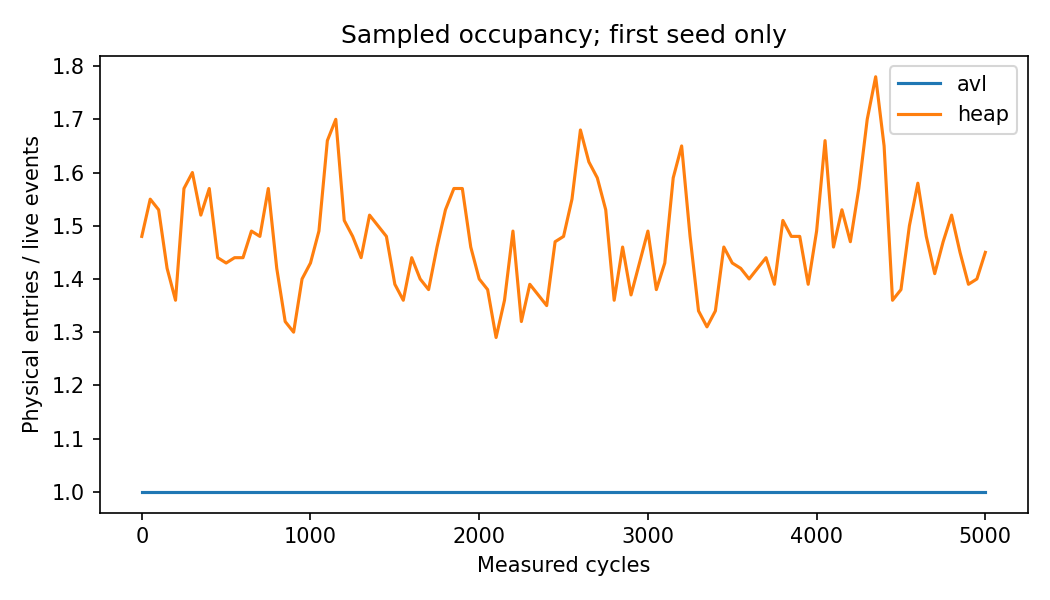 Sampled occupancy; first seed only
Physical entries / live events
1.8
1.7
1.6
1.5
1.4
1.3
1.2
1.1
1.0
avl
heap
0 1000 2000 3000 4000 5000
Measured cycles